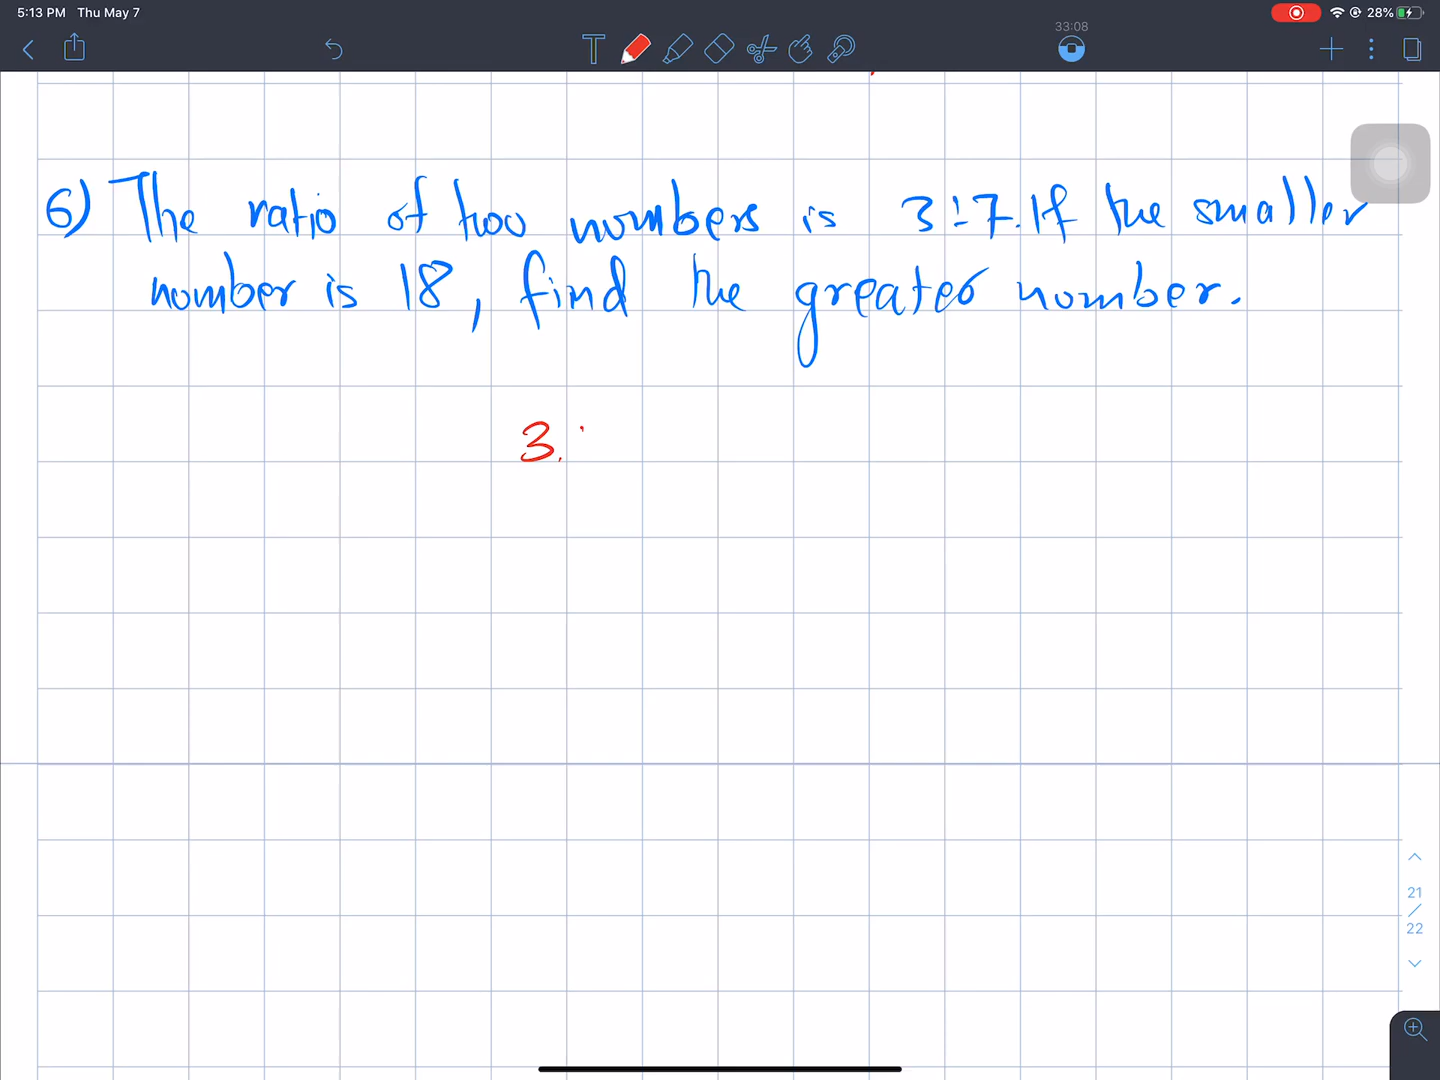 5:13 PM Thu May 7
28%
33:08
6) The ratio of two numbers is 3:7. If the smaller
number is 18, find the greater number.
3.
21
/
22